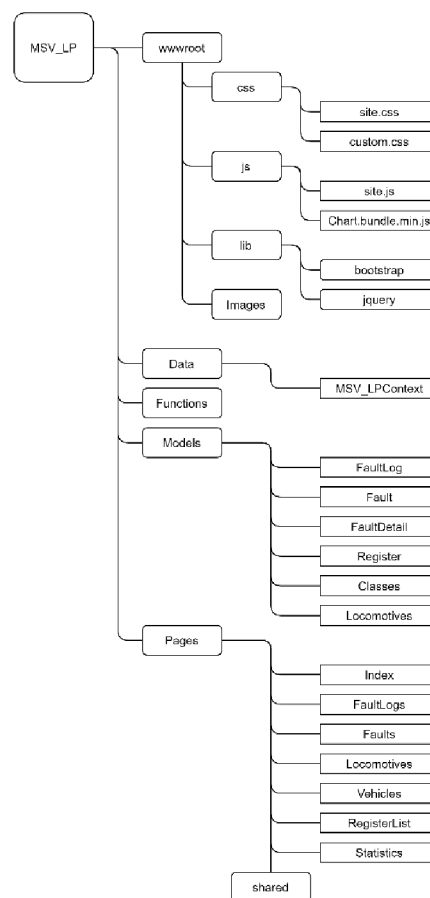 MSV_LP
wwwroot
css
site.css
custom.css
js
site.js
Chart.bundle.min.js
lib
bootstrap
jquery
Images
Data
MSV_LPContext
Functions
Models
FaultLog
Fault
FaultDetail
Register
Classes
Locomotives
Pages
Index
FaultLogs
Faults
Locomotives
Vehicles
RegisterList
Statistics
shared